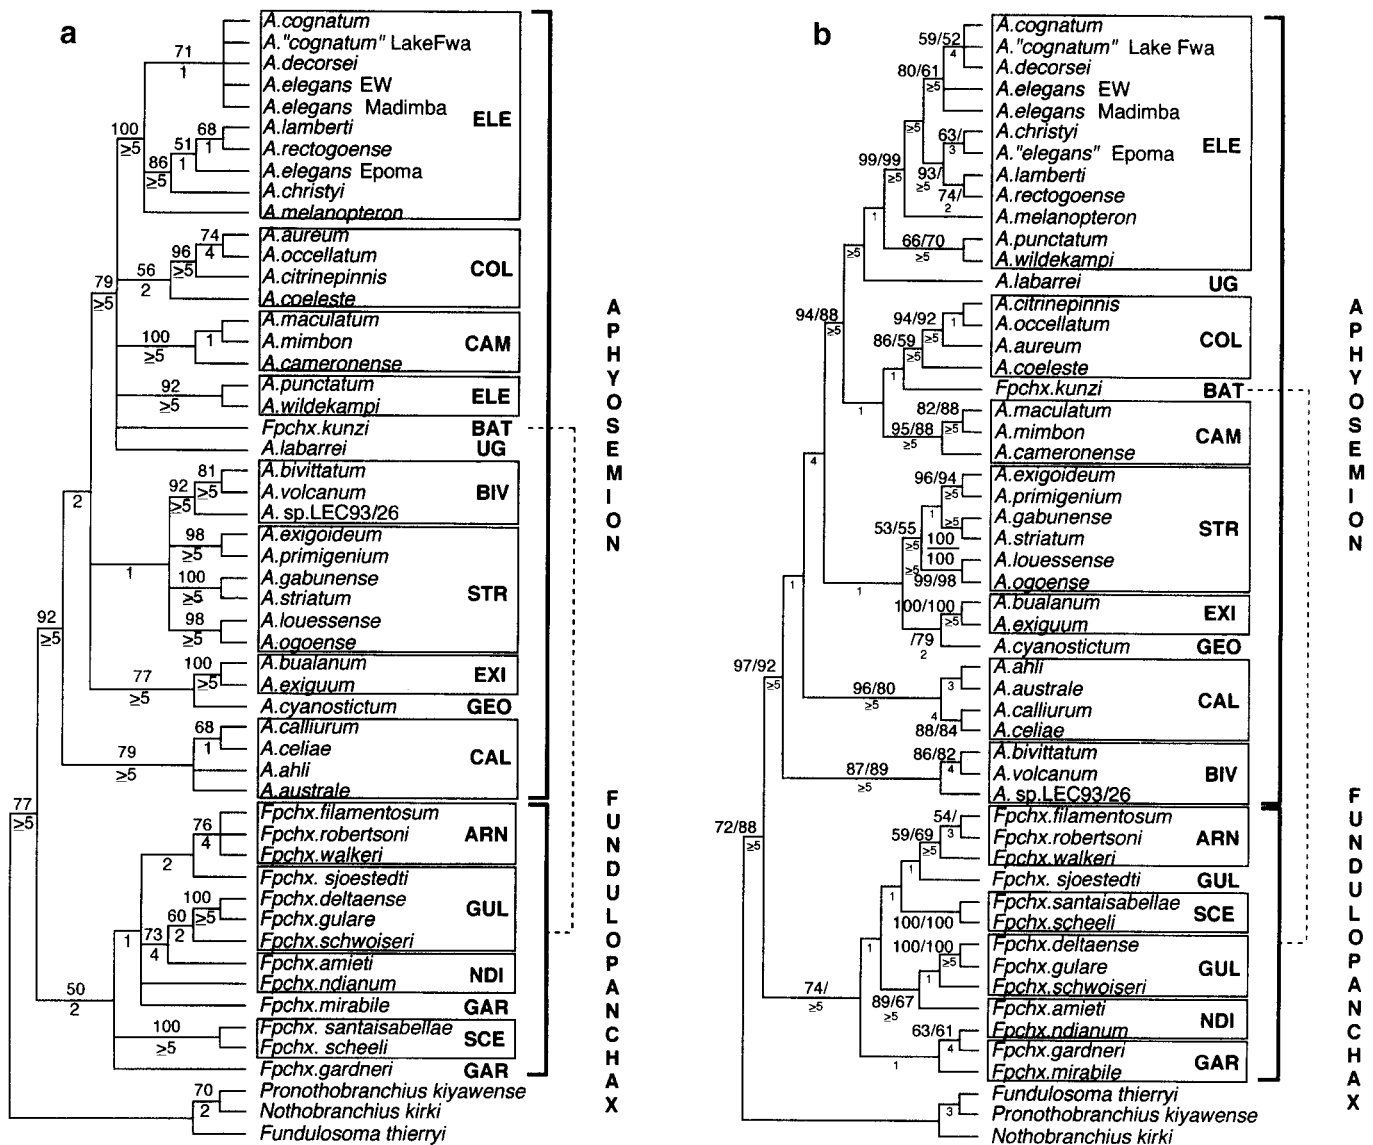 a
A.cognatum
A."cognatum" LakeFwa
71
A.decorsei
1
A.elegans EW
A.elegans Madimba
ELE
100
68
A.lamberti
≥5
51
1
A.rectogoense
86
1
A.elegans Epoma
≥5
A.christyi
A.melanopteron
74
A.aureum
96
4
A.occellatum
56
≥5
A.citrinepinnis
COL
79
2
A.coeleste
≥5
A.maculatum
100
1
A.mimbon
CAM
≥5
A.cameronense
92
A.punctatum
ELE
≥5
A.wildekampi
Fpchx.kunzi
BAT
A.labarrei
UG
81
A.bivittatum
92
≥5
A.volcanum
BIV
2
≥5
A. sp.LEC93/26
98
A.exigoideum
≥5
A.primigenium
1
100
A.gabunense
≥5
A.striatum
STR
98
A.louessense
92
≥5
A.ogoense
≥5
100
A.bualanum
77
≥5
A.exiguum
EXI
≥5
A.cyanostictum
GEO
68
A.calliurum
79
1
A.celiae
CAL
≥5
A.ahli
A.australe
77
≥5
76
Fpchx.filamentosum
4
Fpchx.robertsoni
ARN
2
Fpchx.walkeri
Fpchx. sjoestedti
100
Fpchx.deltaense
60
≥5
Fpchx.gulare
GUL
1
73
2
Fpchx.schwoiseri
4
Fpchx.amieti
NDI
50
Fpchx.ndianum
2
Fpchx.mirabile
GAR
100
Fpchx. santaisabellae
≥5
Fpchx. scheeli
SCE
Fpchx.gardneri
GAR
70
Pronothobranchius kiyawense
2
Nothobranchius kirki
Fundulosoma thierryi
APHYOSEMION
FUNDULOPANCHAX
b
A.cognatum
59/52
4
A."cognatum" Lake Fwa
80/61
A.decorsei
≥5
A.elegans EW
A.elegans Madimba
≥5
63/
A.christyi
ELE
99/99
3
A."elegans" Epoma
≥5
93/
≥5
A.lamberti
74/
2
A.rectogoense
1
A.melanopteron
66/70
A.punctatum
≥5
≥5
A.wildekampi
A.labarrei
UG
A.citrinepinnis
94/88
94/92
1
A.occellatum
≥5
86/59
≥5
A.aureum
COL
≥5
A.coeleste
1
Fpchx.kunzi
BAT
1
82/88
A.maculatum
95/88
≥5
A.mimbon
CAM
≥5
A.cameronense
4
96/94
A.exigoideum
≥5
A.primigenium
1
A.gabunense
53/55
≥5
A.striatum
STR
≥5
100
100
A.louessense
≥5
99/98
A.ogoense
1
1
100/100
A.bualanum
≥5
A.exiguum
EXI
/79
2
A.cyanostictum
GEO
97/92
A.ahli
≥5
96/80
3
A.australe
CAL
≥5
4
A.calliurum
88/84
A.celiae
86/82
A.bivittatum
87/89
4
A.volcanum
BIV
≥5
A. sp.LEC93/26
72/88
54/
Fpchx.filamentosum
≥5
59/69
3
Fpchx.robertsoni
ARN
≥5
Fpchx.walkeri
1
Fpchx. sjoestedti
GUL
1
Fpchx.santaisabellae
SCE
100/100
Fpchx.scheeli
1
100/100
Fpchx.deltaense
≥5
Fpchx.gulare
GUL
74/
1
Fpchx.schwoiseri
≥5
89/67
Fpchx.amieti
≥5
NDI
63/61
Fpchx.ndianum
4
Fpchx.gardneri
GAR
1
Fpchx.mirabile
Fundulosoma thierryi
3
Pronothobranchius kiyawense
Nothobranchius kirki
APHYOSEMION
FUNDULOPANCHAX